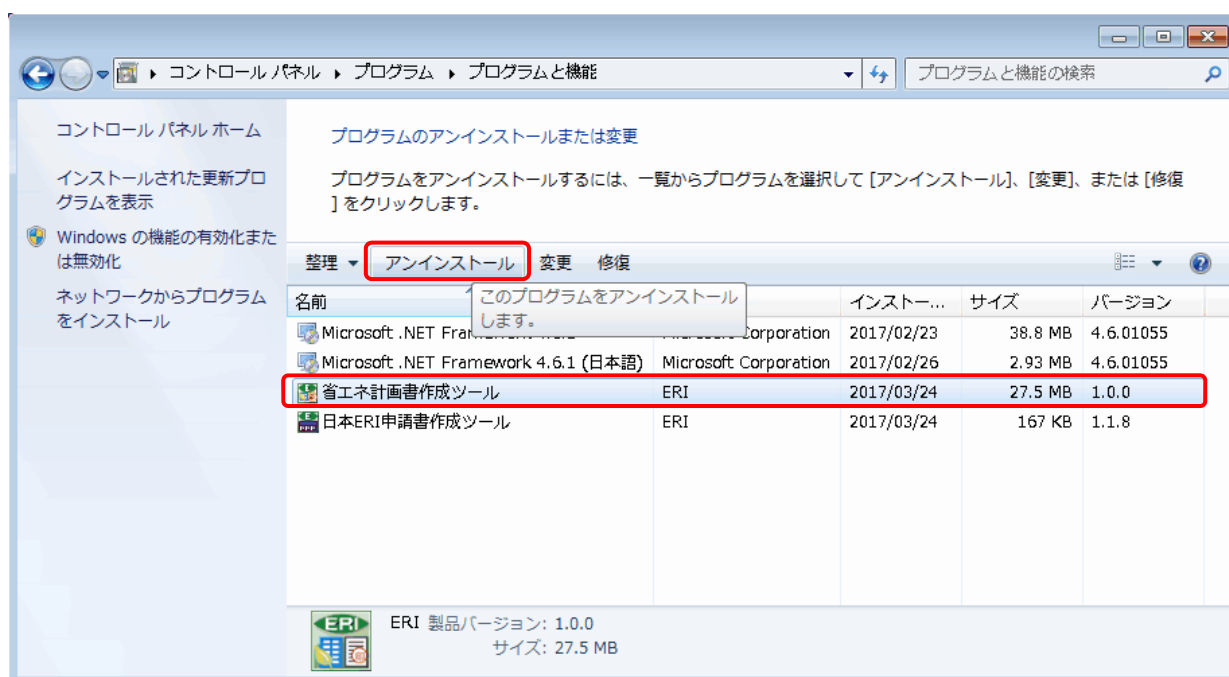 コントロール パネル ▸ プログラム ▸ プログラムと機能
プログラムと機能の検索
コントロール パネル ホーム
インストールされた更新プロ
グラムを表示
Windows の機能の有効化また
は無効化
ネットワークからプログラム
をインストール
プログラムのアンインストールまたは変更
プログラムをアンインストールするには、一覧からプログラムを選択して [アンインストール]、[変更]、または [修復
] をクリックします。
整理 アンインストール 変更 修復
このプログラムをアンインストール
します。
名前 インストー... サイズ バージョン
Microsoft .NET Corporation 2017/02/23 38.8 MB 4.6.01055
Microsoft .NET Framework 4.6.1 (日本語) Microsoft Corporation 2017/02/26 2.93 MB 4.6.01055
省エネ計画書作成ツール ERI 2017/03/24 27.5 MB 1.0.0
日本ERI申請書作成ツール ERI 2017/03/24 167 KB 1.1.8
ERI
ERI 製品バージョン: 1.0.0
サイズ: 27.5 MB